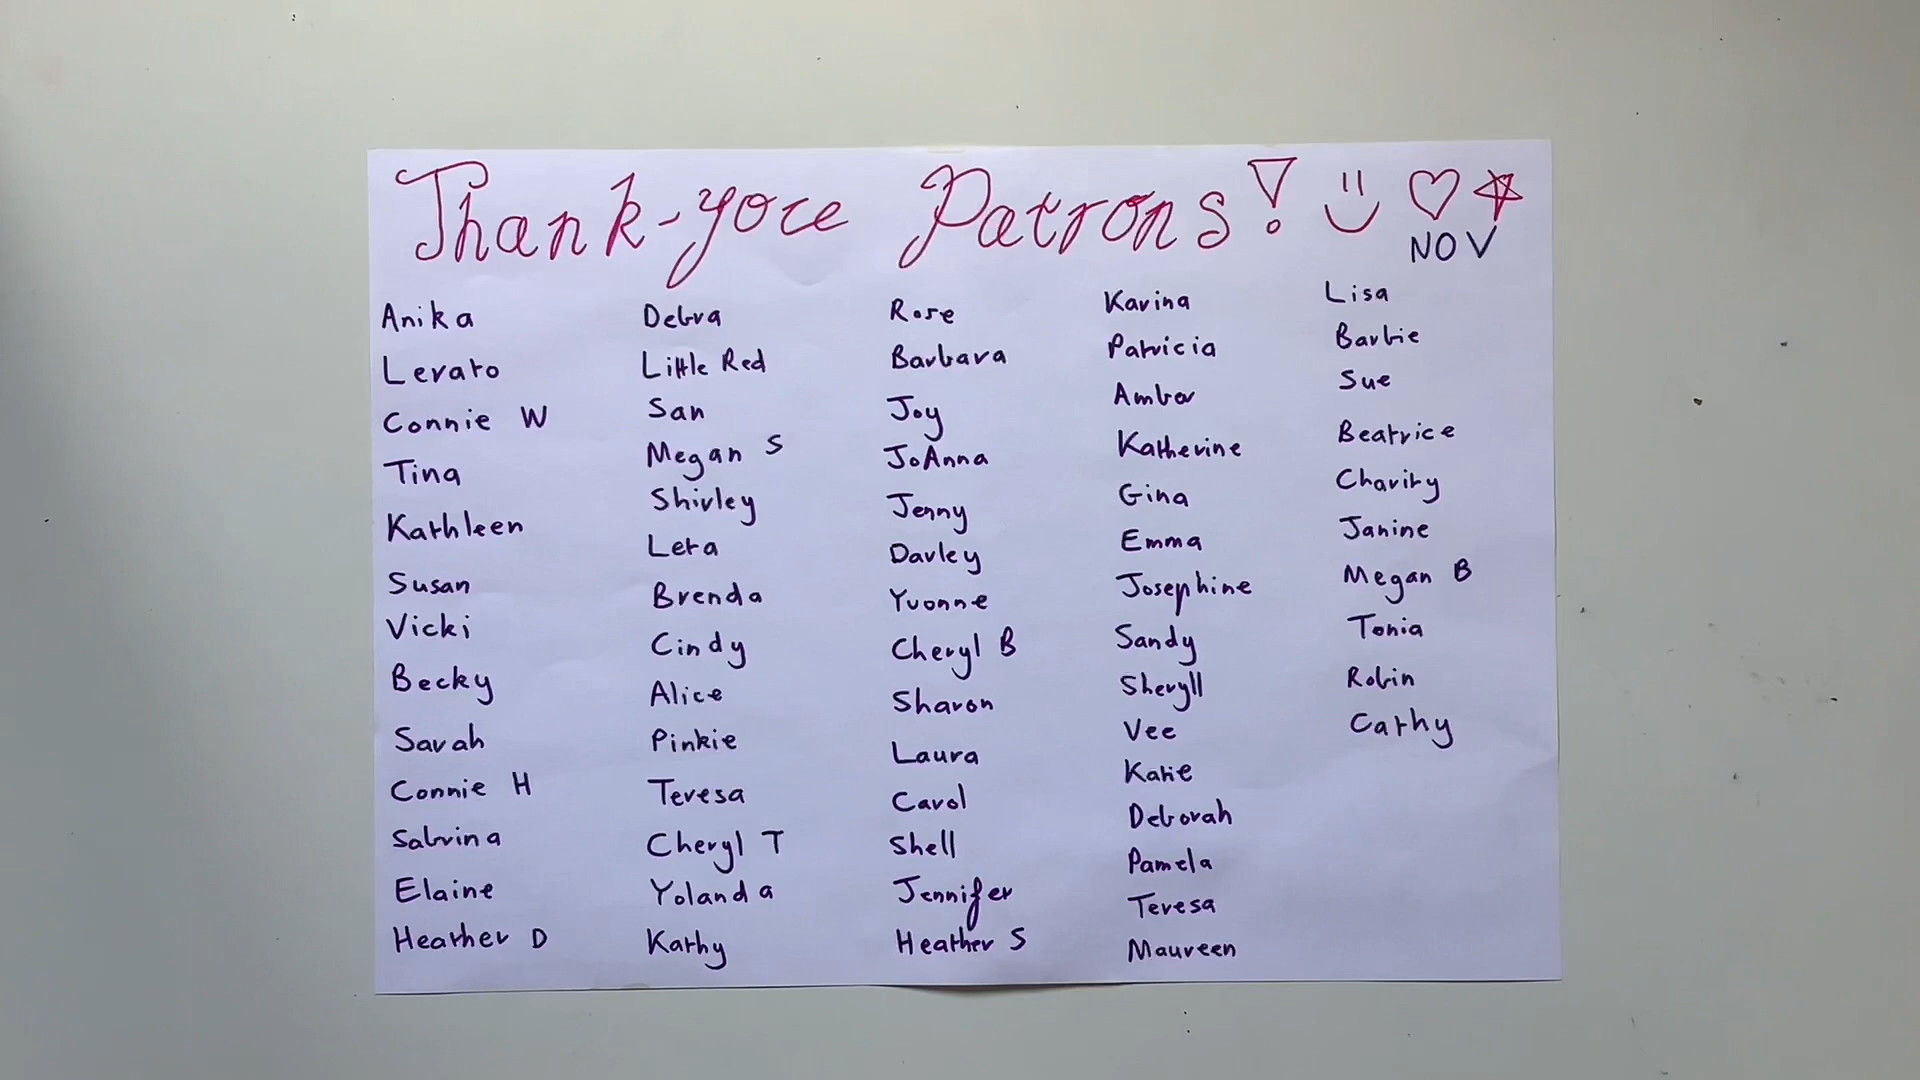 Thank-you Patrons!
NOV
Anika
Lerato
Connie W
Tina
Kathleen
Susan
Vicki
Becky
Sarah
Connie H
Sabrina
Elaine
Heather D
Debra
Little Red
San
Megan S
Shirley
Leta
Brenda
Cindy
Alice
Pinkie
Teresa
Cheryl T
Yolanda
Kathy
Rose
Barbara
Joy
JoAnna
Jenny
Darley
Yvonne
Cheryl B
Sharon
Laura
Carol
Shell
Jennifer
Heather S
Karina
Patricia
Amber
Katherine
Gina
Emma
Josephine
Sandy
Sheryll
Vee
Katie
Deborah
Pamela
Teresa
Maureen
Lisa
Barbie
Sue
Beatrice
Charity
Janine
Megan B
Tonia
Robin
Cathy